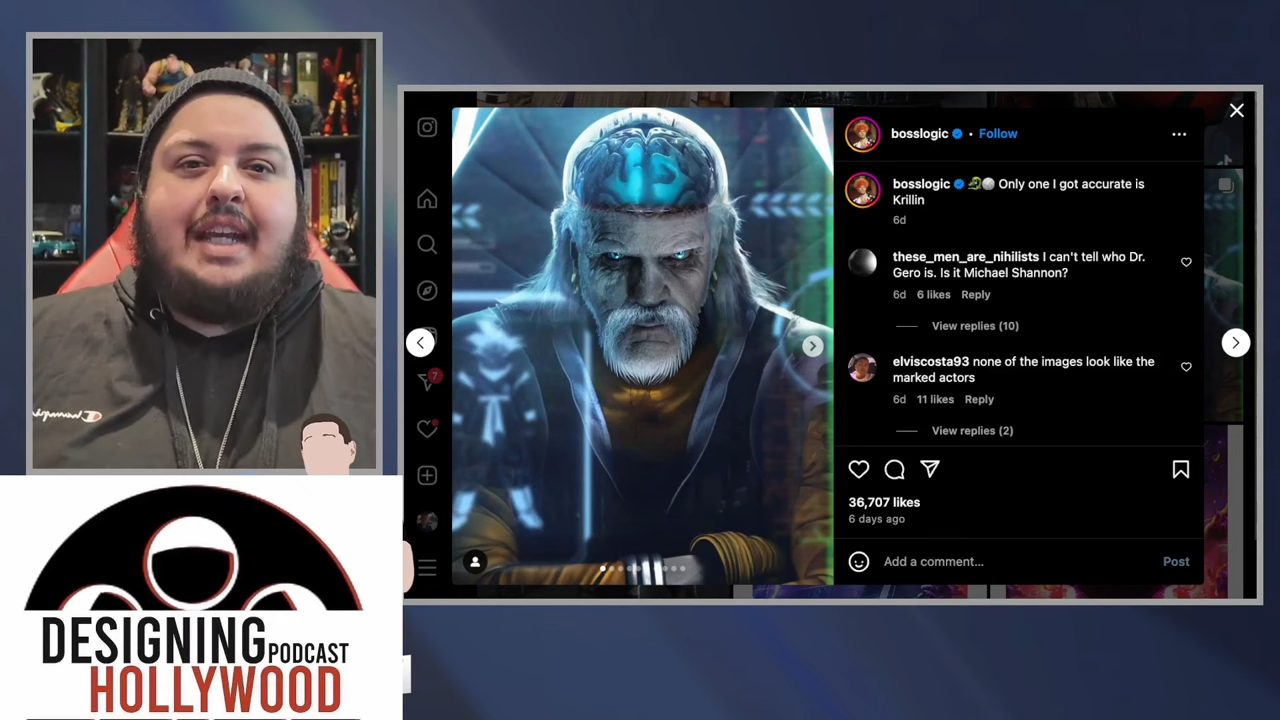 bosslogic • Follow
bosslogic Only one I got accurate is
Krillin
6d
these_men_are_nihilists I can't tell who Dr.
Gero is. Is it Michael Shannon?
6d 6 likes Reply
View replies (10)
elviscosta93 none of the images look like the
marked actors
6d 11 likes Reply
View replies (2)
36,707 likes
6 days ago
Add a comment...
Post
7
DESIGNING PODCAST
HOLLYWOOD